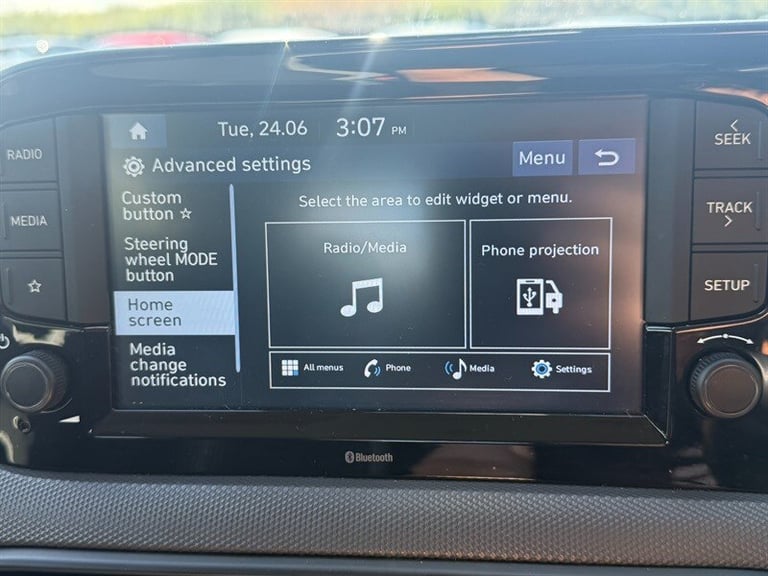 Tue, 24.06 3:07 PM
Advanced settings
Menu
RADIO
MEDIA
Custom
button ☆
Steering
wheel MODE
button
Home
screen
Media
change
notifications
Select the area to edit widget or menu.
Radio/Media
Phone projection
All menus
Phone
Media
Settings
SEEK
TRACK
SETUP
Bluetooth